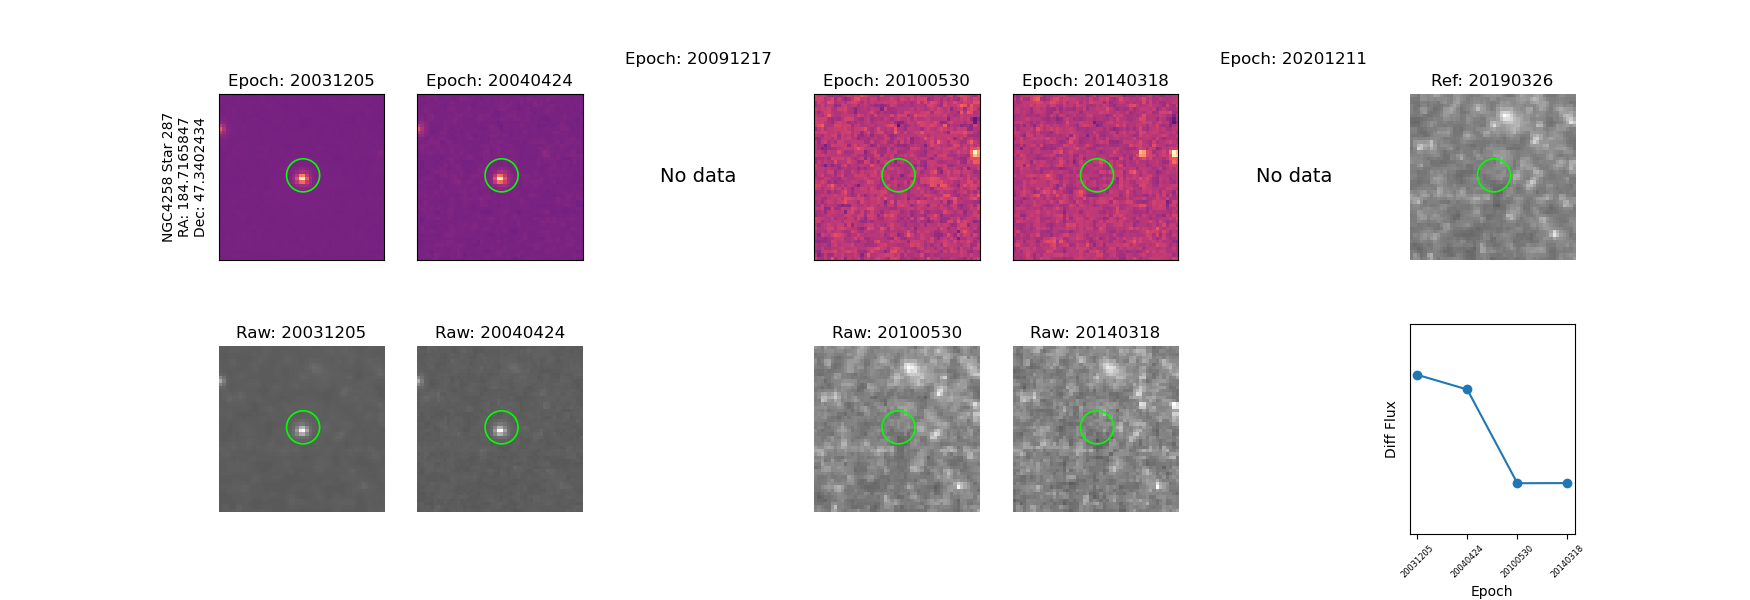 Epoch: 20091217
Epoch: 20201211
Epoch: 20031205
Epoch: 20040424
Epoch: 20100530
Epoch: 20140318
Ref: 20190326
NGC4258 Star 287
RA: 184.7165847
Dec: 47.3402434
No data
No data
Raw: 20031205
Raw: 20040424
Raw: 20100530
Raw: 20140318
Diff Flux
20031205
20040424
20100530
20140318
Epoch